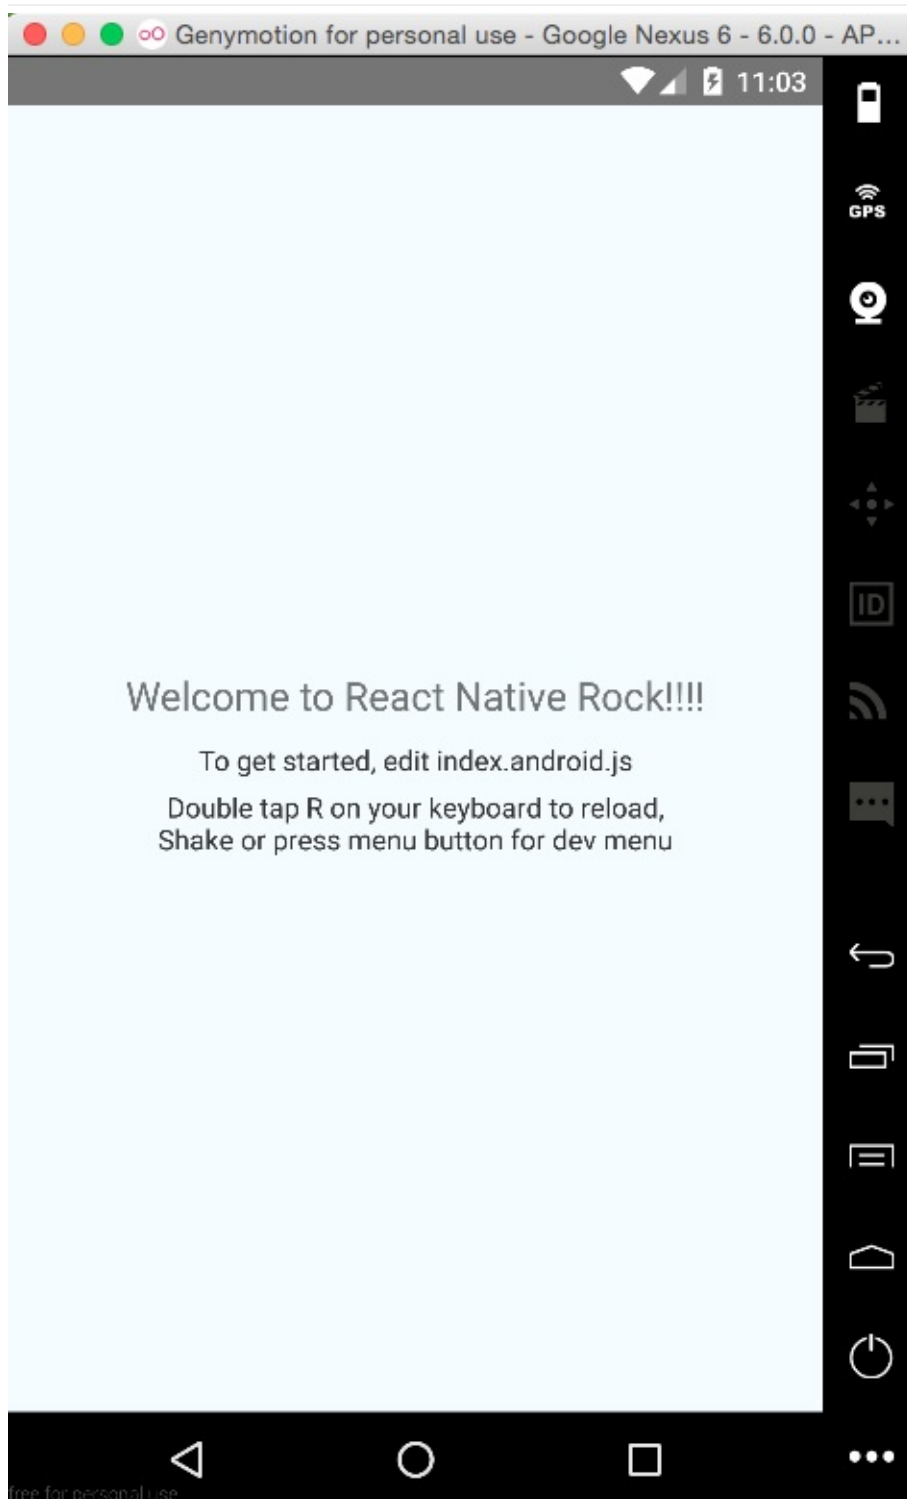 Genymotion for personal use - Google Nexus 6 - 6.0.0 - AP...
11:03
GPS
ID
Welcome to React Native Rock!!!!
To get started, edit index.android.js
Double tap R on your keyboard to reload,
Shake or press menu button for dev menu
free for personal use